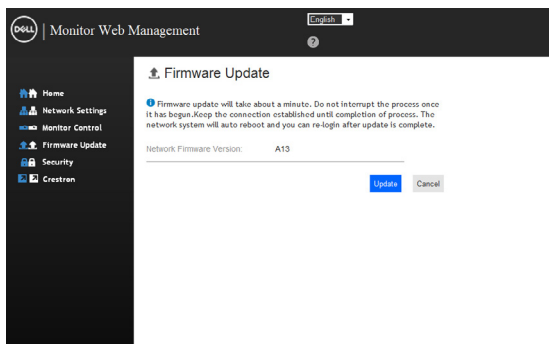 DELL | Monitor Web Management
English
?
Home
Network Settings
Monitor Control
Firmware Update
Security
Crestron
Firmware Update
Firmware update will take about a minute. Do not interrupt the process once
it has begun.Keep the connection established until completion of process. The
network system will auto reboot and you can re-login after update is complete.
Network Firmware Version: A13
Update Cancel